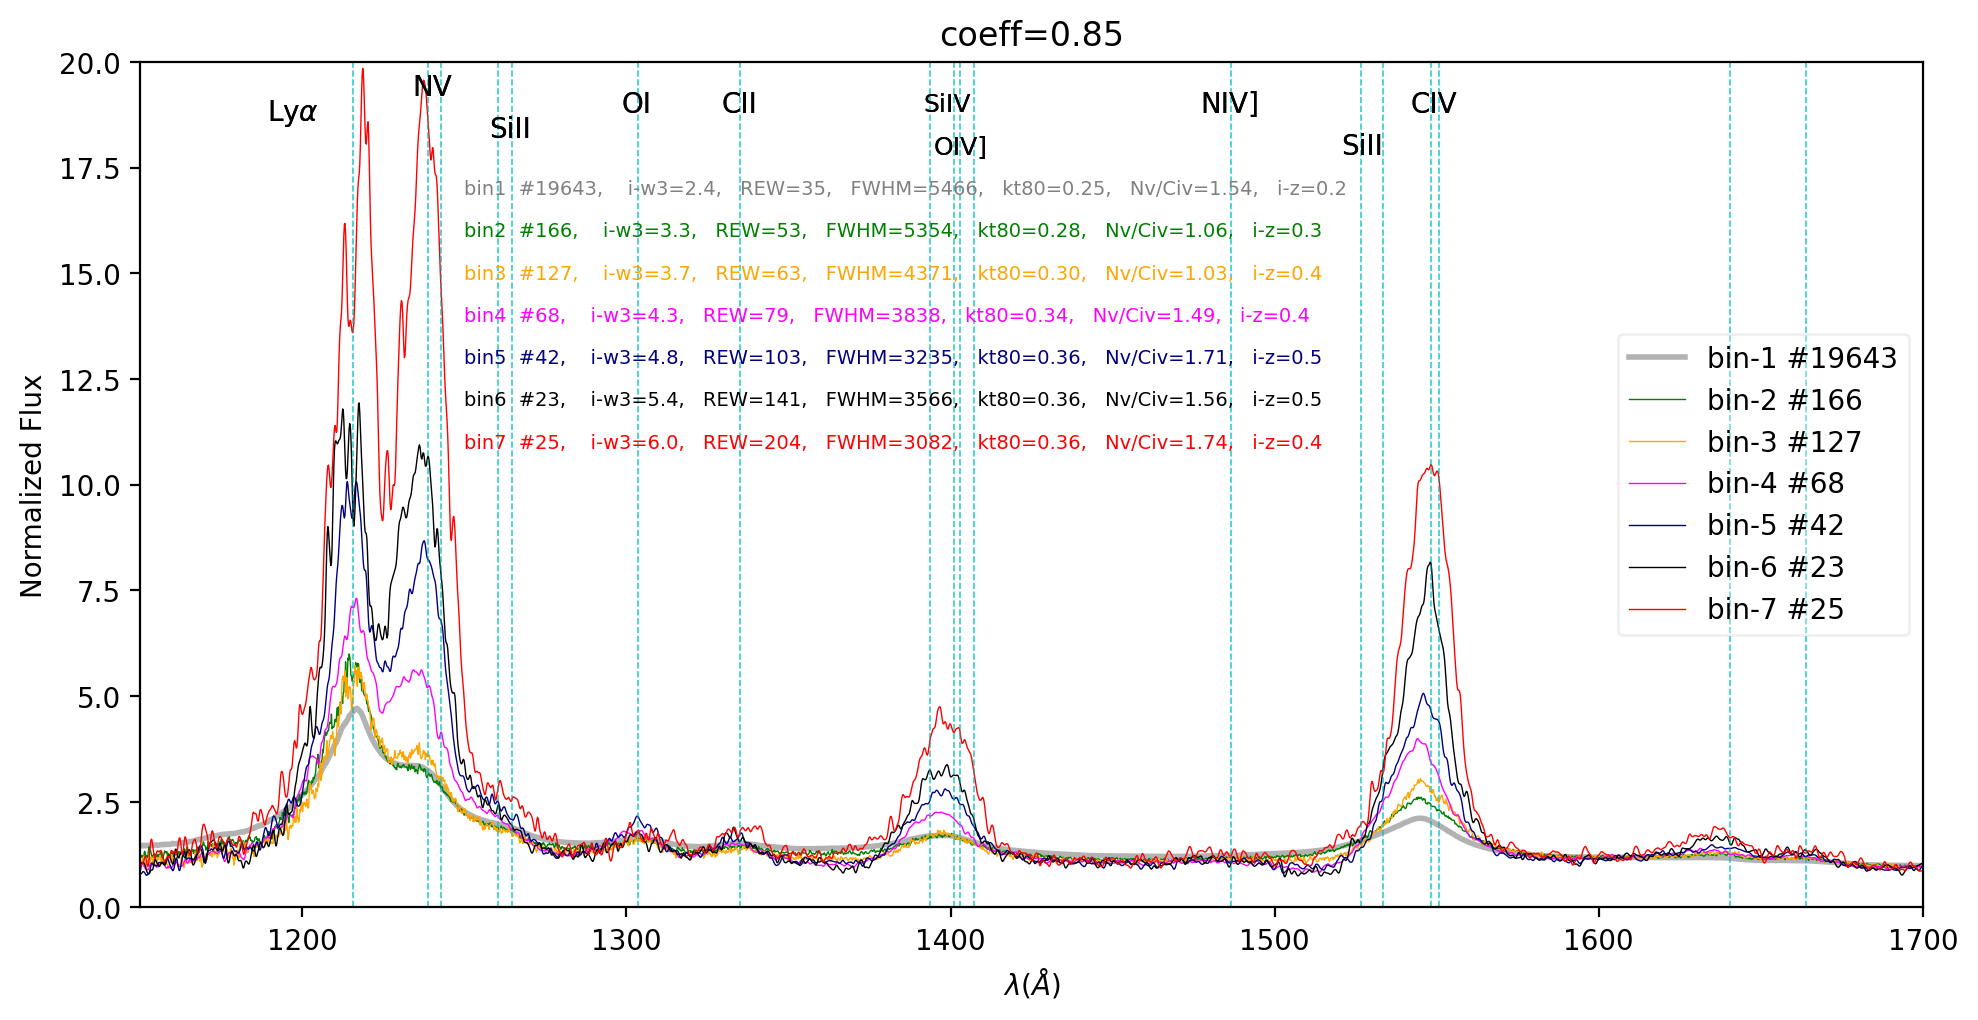 coeff=0.85
Lyα
NV
SiII
OI
CII
SiIV
OIV]
NIV]
SiII
CIV
bin1 #19643, i-w3=2.4, REW=35, FWHM=5466, kt80=0.25, Nv/Civ=1.54, i-z=0.2
bin2 #166, i-w3=3.3, REW=53, FWHM=5354, kt80=0.28, Nv/Civ=1.06, i-z=0.3
bin3 #127, i-w3=3.7, REW=63, FWHM=4371, kt80=0.30, Nv/Civ=1.03, i-z=0.4
bin4 #68, i-w3=4.3, REW=79, FWHM=3838, kt80=0.34, Nv/Civ=1.49, i-z=0.4
bin5 #42, i-w3=4.8, REW=103, FWHM=3235, kt80=0.36, Nv/Civ=1.71, i-z=0.5
bin6 #23, i-w3=5.4, REW=141, FWHM=3566, kt80=0.36, Nv/Civ=1.56, i-z=0.5
bin7 #25, i-w3=6.0, REW=204, FWHM=3082, kt80=0.36, Nv/Civ=1.74, i-z=0.4
bin-1 #19643
bin-2 #166
bin-3 #127
bin-4 #68
bin-5 #42
bin-6 #23
bin-7 #25
Normalized Flux
20.0
17.5
15.0
12.5
10.0
7.5
5.0
2.5
0.0
1200
1300
1400
1500
1600
1700
λ(Å)